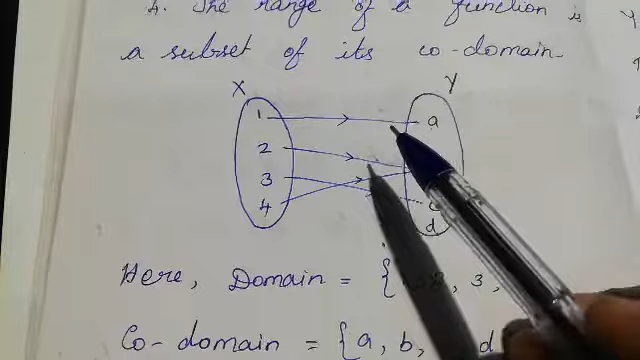 4. The range of a function is
a subset of its co-domain.
X Y
1 a
2
3
4 c
d
Here, Domain = { 3,
Co-domain = {a, b, d